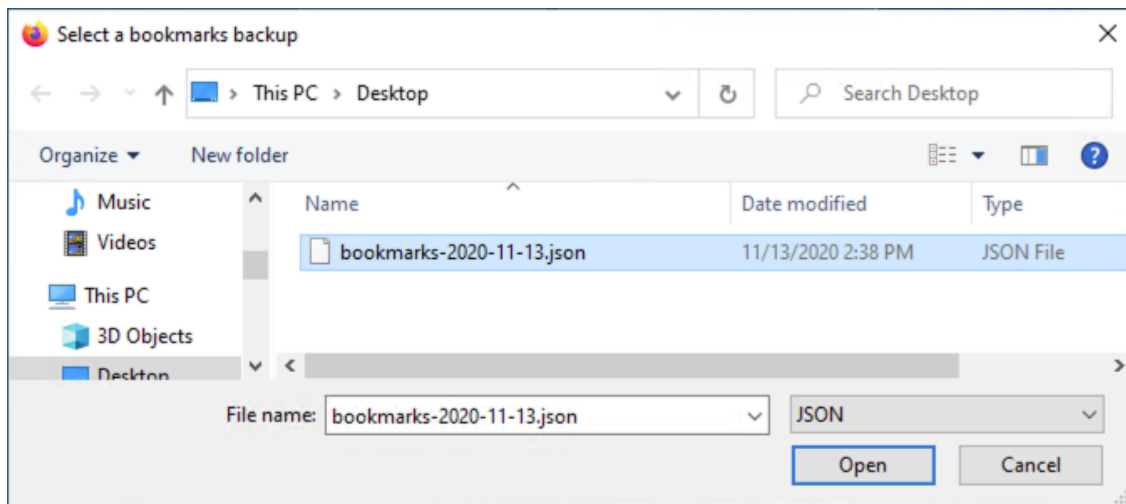 Select a bookmarks backup
This PC > Desktop
Search Desktop
Organize
New folder
?
Music
Videos
This PC
3D Objects
Desktop
Name
Date modified
Type
bookmarks-2020-11-13.json
11/13/2020 2:38 PM
JSON File
File name:
bookmarks-2020-11-13.json
JSON
Open
Cancel